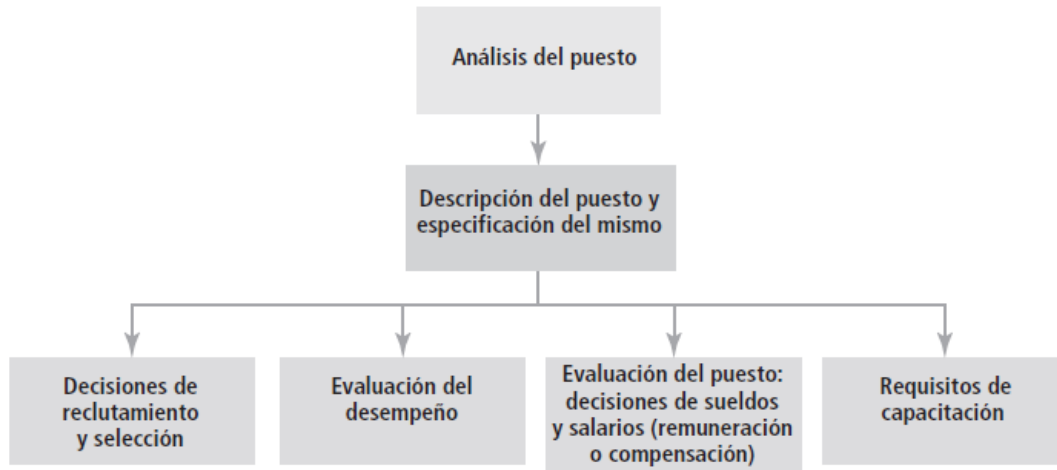 Análisis del puesto
Descripción del puesto y
especificación del mismo
Decisiones de
reclutamiento
y selección
Evaluación del
desempeño
Evaluación del puesto:
decisiones de sueldos
y salarios (remuneración
o compensación)
Requisitos de
capacitación